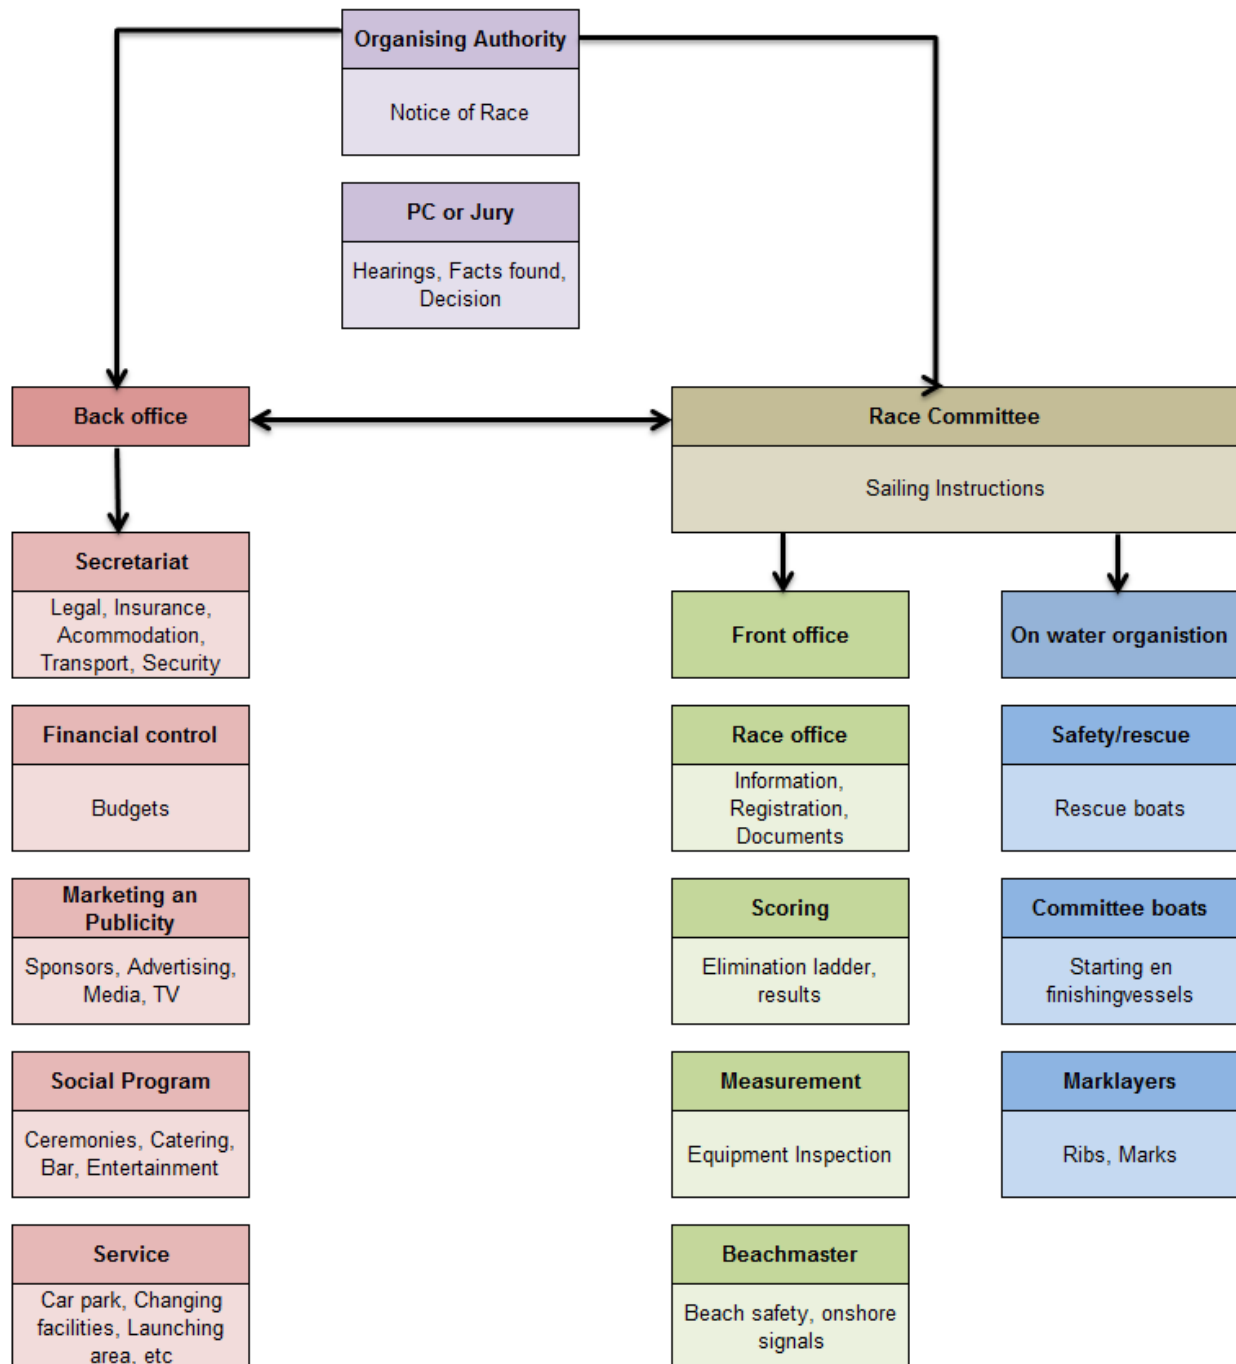 Organising Authority
Notice of Race
PC or Jury
Hearings, Facts found,
Decision
Back office
Race Committee
Sailing Instructions
Secretariat
Legal, Insurance,
Acommodation,
Transport, Security
Front office
On water organistion
Financial control
Budgets
Race office
Information,
Registration,
Documents
Safety/rescue
Rescue boats
Marketing an
Publicity
Sponsors, Advertising,
Media, TV
Scoring
Elimination ladder,
results
Committee boats
Starting en
finishingvessels
Social Program
Ceremonies, Catering,
Bar, Entertainment
Measurement
Equipment Inspection
Marklayers
Ribs, Marks
Service
Car park, Changing
facilities, Launching
area, etc
Beachmaster
Beach safety, onshore
signals